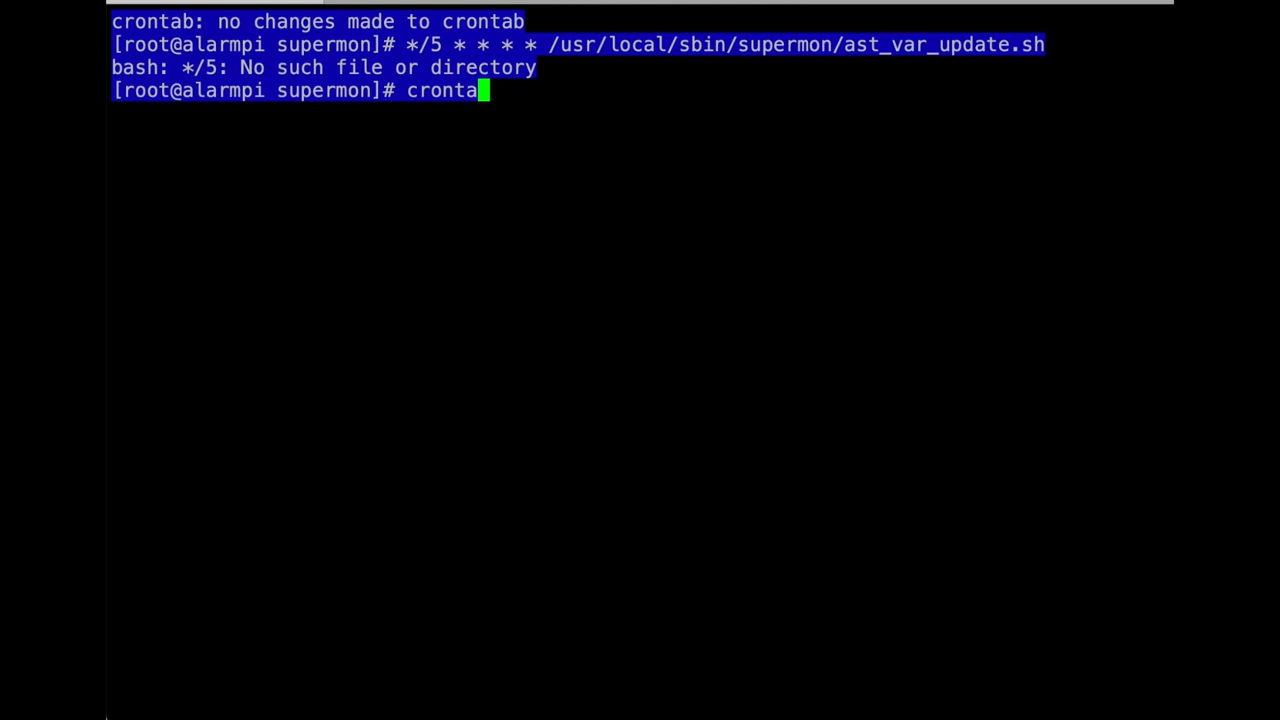 crontab: no changes made to crontab
[root@alarmpi supermon]# */5 * * * * /usr/local/sbin/supermon/ast_var_update.sh
bash: */5: No such file or directory
[root@alarmpi supermon]# cronta